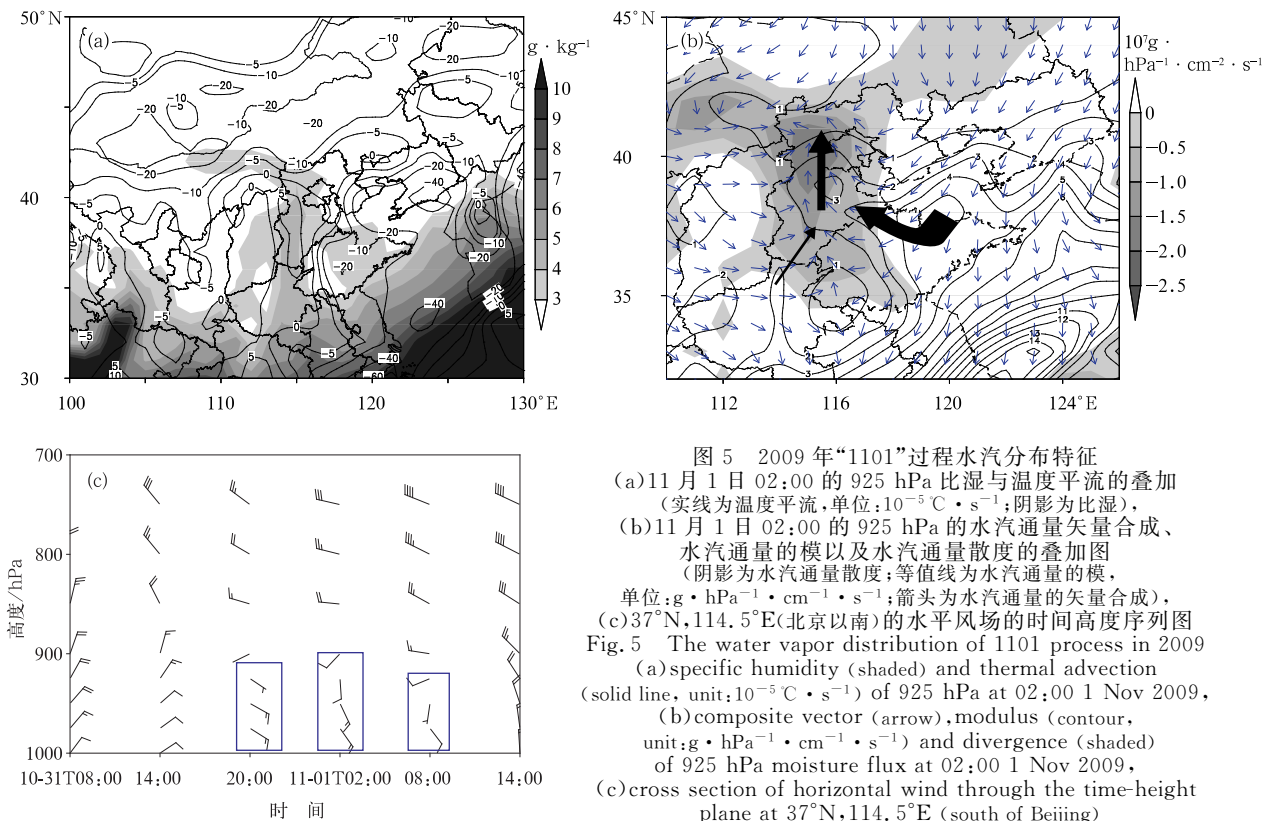 50°N
(a)
g · kg⁻¹
10
9
8
7
6
5
4
3
40
30
100
110
120
130°E
45°N
(b)
10⁷g ·
hPa⁻¹ · cm⁻² · s⁻¹
0
−0.5
−1.0
−1.5
−2.0
−2.5
40
35
112
116
120
124°E
700
(c)
800
高度/hPa
900
1000
10-31T08:00
14:00
20:00
11-01T02:00
08:00
14:00
时 间
图 5 2009 年“1101”过程水汽分布特征
(a)11 月 1 日 02:00 的 925 hPa 比湿与温度平流的叠加
(实线为温度平流,单位:10⁻⁵℃ · s⁻¹;阴影为比湿),
(b)11 月 1 日 02:00 的 925 hPa 的水汽通量矢量合成、
水汽通量的模以及水汽通量散度的叠加图
(阴影为水汽通量散度;等值线为水汽通量的模,
单位:g · hPa⁻¹ · cm⁻¹ · s⁻¹;箭头为水汽通量的矢量合成),
(c)37°N,114.5°E(北京以南)的水平风场的时间高度序列图
Fig. 5 The water vapor distribution of 1101 process in 2009
(a)specific humidity (shaded) and thermal advection
(solid line, unit:10⁻⁵℃ · s⁻¹) of 925 hPa at 02:00 1 Nov 2009,
(b)composite vector (arrow),modulus (contour,
unit:g · hPa⁻¹ · cm⁻¹ · s⁻¹) and divergence (shaded)
of 925 hPa moisture flux at 02:00 1 Nov 2009,
(c)cross section of horizontal wind through the time-height
plane at 37°N,114.5°E (south of Beijing)